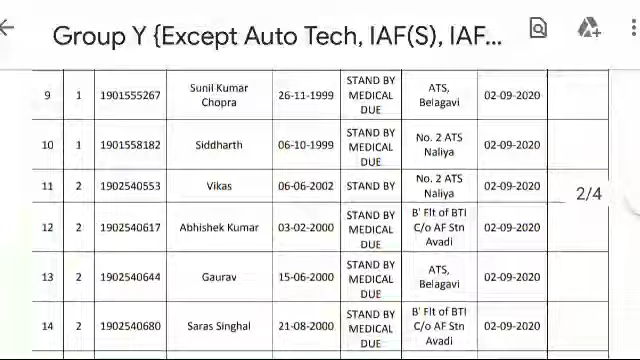 Group Y {Except Auto Tech, IAF(S), IAF...
9 1 1901555267 Sunil Kumar Chopra 26-11-1999 STAND BY MEDICAL DUE ATS, Belagavi 02-09-2020
10 1 1901558182 Siddharth 06-10-1999 STAND BY MEDICAL DUE No. 2 ATS Naliya 02-09-2020
11 2 1902540553 Vikas 06-06-2002 STAND BY No. 2 ATS Naliya 02-09-2020
2/4
12 2 1902540617 Abhishek Kumar 03-02-2000 STAND BY MEDICAL DUE B' Flt of BTI C/o AF Stn Avadi 02-09-2020
13 2 1902540644 Gaurav 15-06-2000 STAND BY MEDICAL DUE ATS, Belagavi 02-09-2020
14 2 1902540680 Saras Singhal 21-08-2000 STAND BY MEDICAL DUE B' Flt of BTI C/o AF Stn Avadi 02-09-2020